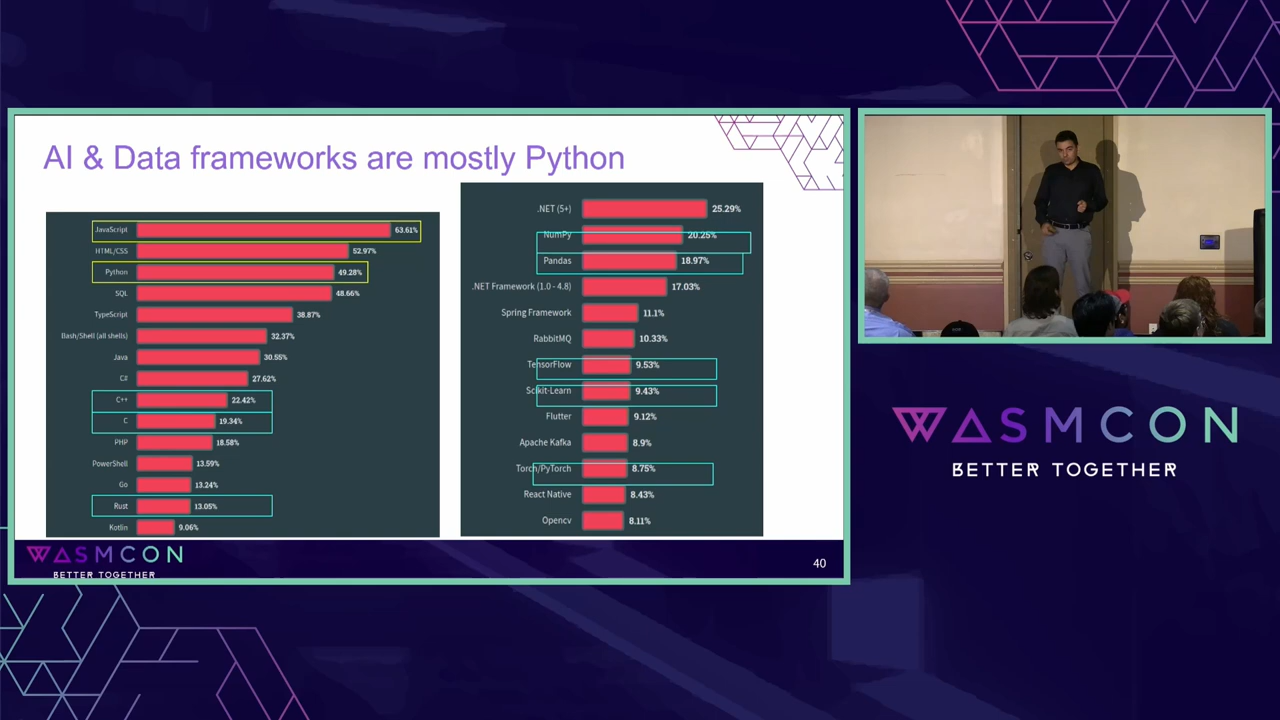 AI & Data frameworks are mostly Python
JavaScript 63.61%
HTML/CSS 52.97%
Python 49.28%
SQL 48.66%
TypeScript 38.87%
Bash/Shell (all shells) 32.37%
Java 30.55%
C# 27.62%
C++ 22.42%
C 19.34%
PHP 18.58%
PowerShell 13.59%
Go 13.24%
Rust 13.05%
Kotlin 9.06%
.NET (5+) 25.29%
NumPy 20.25%
Pandas 18.97%
.NET Framework (1.0 - 4.8) 17.03%
Spring Framework 11.1%
RabbitMQ 10.33%
TensorFlow 9.53%
Scikit-Learn 9.43%
Flutter 9.12%
Apache Kafka 8.9%
Torch/PyTorch 8.75%
React Native 8.43%
Opencv 8.11%
WASMCON
BETTER TOGETHER
40
WASMCON
BETTER TOGETHER